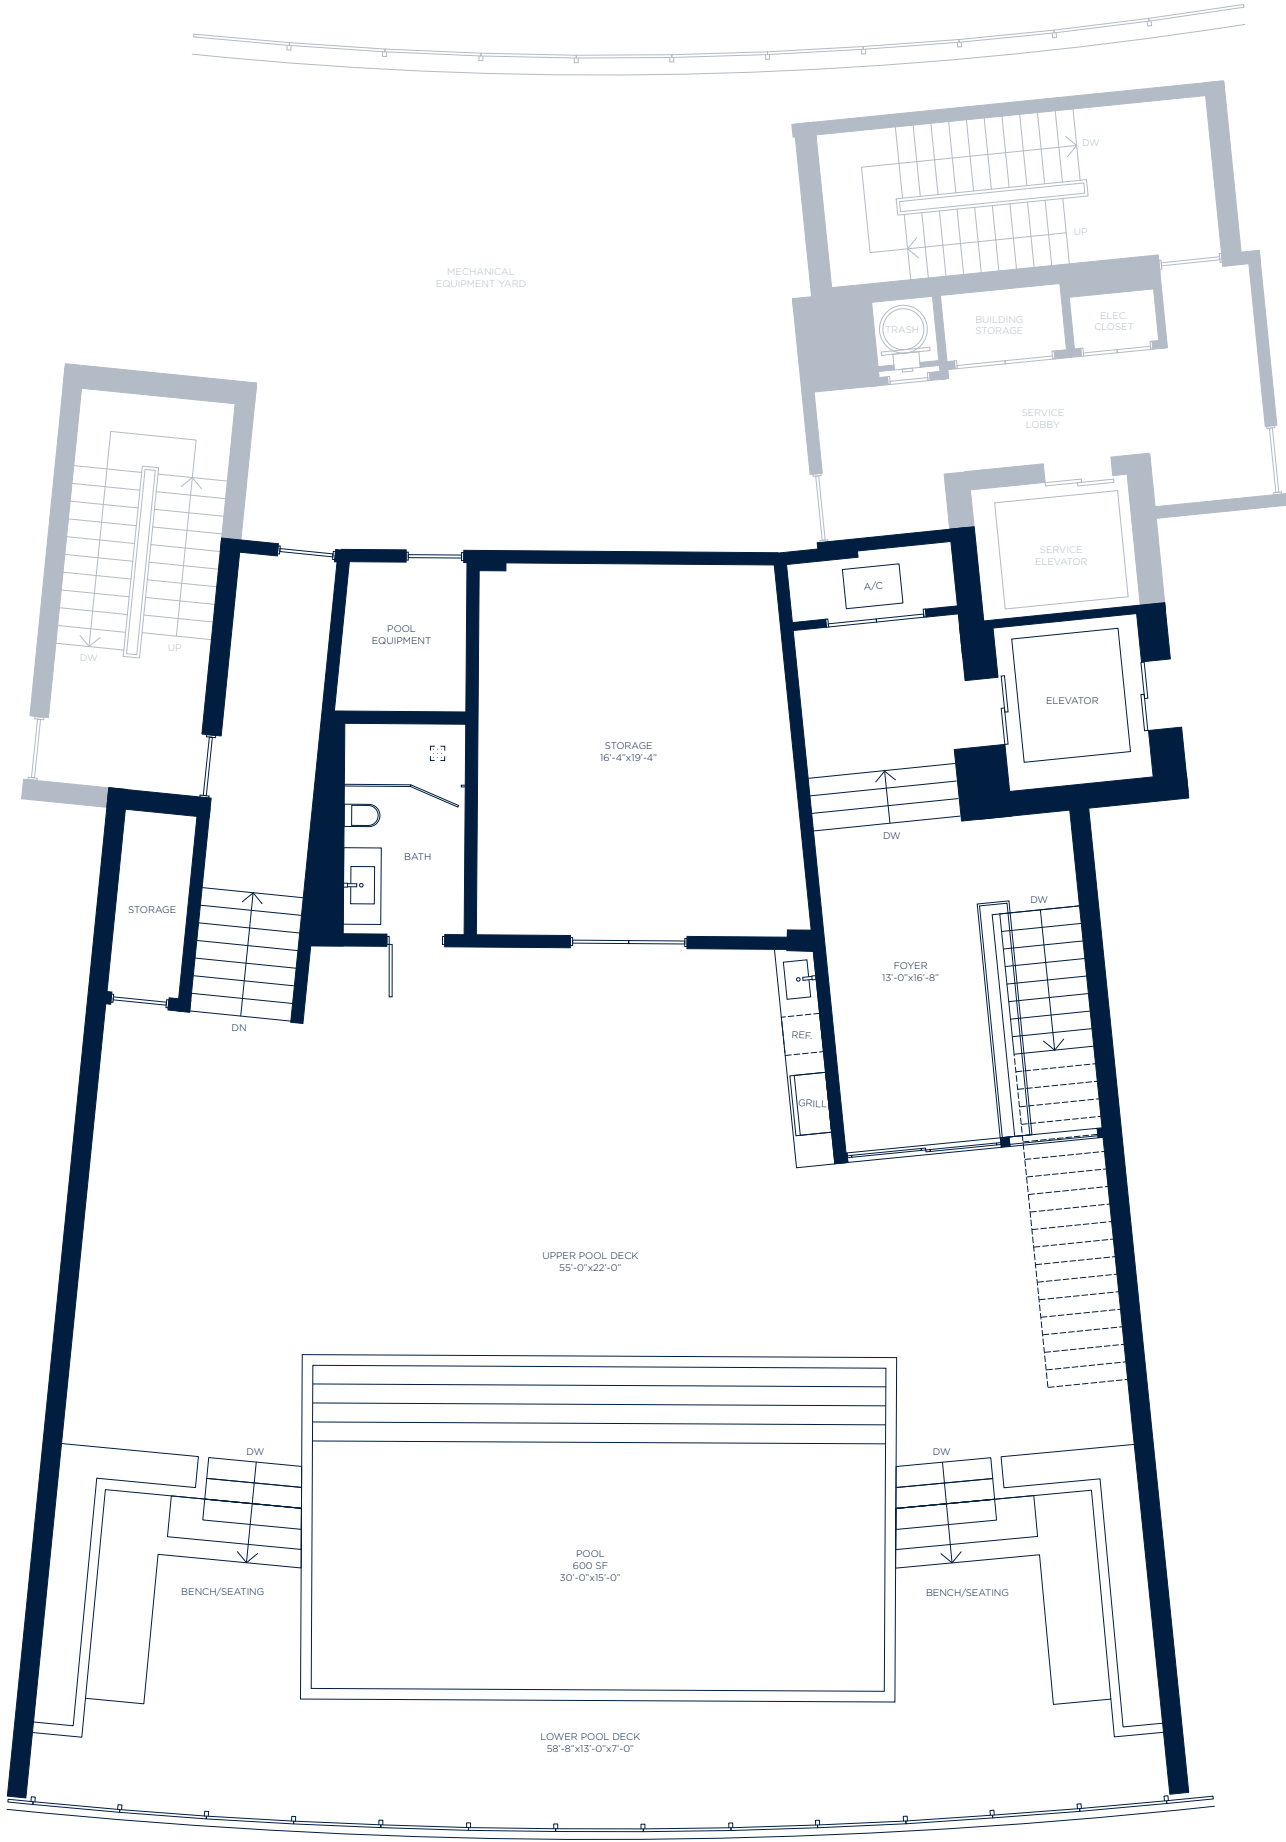 DW
UP
MECHANICAL
EQUIPMENT YARD
TRASH
BUILDING
STORAGE
ELEC.
CLOSET
SERVICE
LOBBY
SERVICE
ELEVATOR
A/C
POOL
EQUIPMENT
UP
DW
ELEVATOR
STORAGE
16'-4"x19'-4"
DW
BATH
STORAGE
DW
FOYER
13'-0"x16'-8"
DN
REF.
GRILL
UPPER POOL DECK
55'-0"x22'-0"
DW
DW
POOL
600 SF
30'-0"x15'-0"
BENCH/SEATING
BENCH/SEATING
LOWER POOL DECK
58'-8"x13'-0"x7'-0"